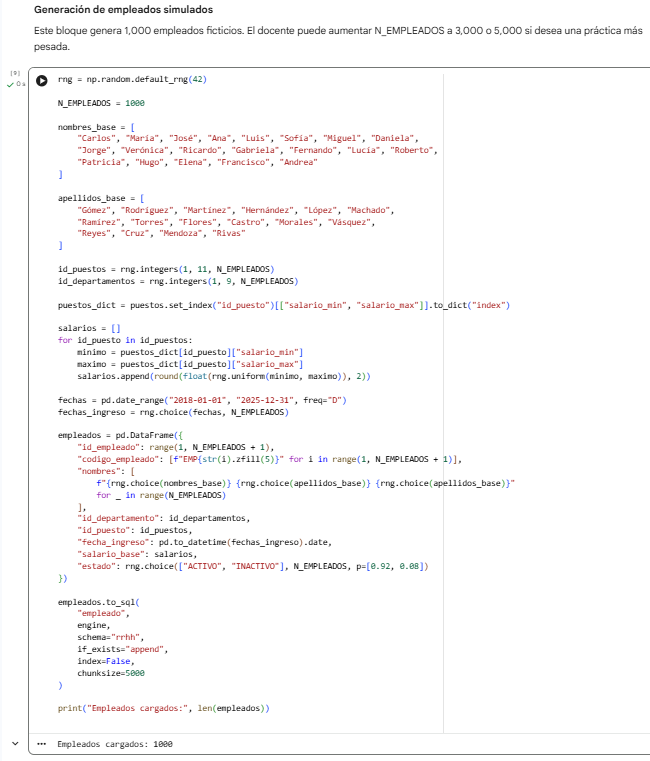 Generación de empleados simulados
Este bloque genera 1,000 empleados ficticios. El docente puede aumentar N_EMPLEADOS a 3,000 o 5,000 si desea una práctica más
pesada.
[9]
0 s
rng = np.random.default_rng(42)
N_EMPLEADOS = 1000
nombres_base = [
    "Carlos", "María", "José", "Ana", "Luis", "Sofía", "Miguel", "Daniela",
    "Jorge", "Verónica", "Ricardo", "Gabriela", "Fernando", "Lucía", "Roberto",
    "Patricia", "Hugo", "Elena", "Francisco", "Andrea"
]
apellidos_base = [
    "Gómez", "Rodríguez", "Martínez", "Hernández", "López", "Machado",
    "Ramírez", "Torres", "Flores", "Castro", "Morales", "Vásquez",
    "Reyes", "Cruz", "Mendoza", "Rivas"
]
id_puestos = rng.integers(1, 11, N_EMPLEADOS)
id_departamentos = rng.integers(1, 9, N_EMPLEADOS)
puestos_dict = puestos.set_index("id_puesto")[["salario_min", "salario_max"]].to_dict("index")
salarios = []
for id_puesto in id_puestos:
    minimo = puestos_dict[id_puesto]["salario_min"]
    maximo = puestos_dict[id_puesto]["salario_max"]
    salarios.append(round(float(rng.uniform(minimo, maximo)), 2))
fechas = pd.date_range("2018-01-01", "2025-12-31", freq="D")
fechas_ingreso = rng.choice(fechas, N_EMPLEADOS)
empleados = pd.DataFrame({
    "id_empleado": range(1, N_EMPLEADOS + 1),
    "codigo_empleado": [f"EMP{str(i).zfill(5)}" for i in range(1, N_EMPLEADOS + 1)],
    "nombres": [
        f"{rng.choice(nombres_base)} {rng.choice(apellidos_base)} {rng.choice(apellidos_base)}"
        for _ in range(N_EMPLEADOS)
    ],
    "id_departamento": id_departamentos,
    "id_puesto": id_puestos,
    "fecha_ingreso": pd.to_datetime(fechas_ingreso).date,
    "salario_base": salarios,
    "estado": rng.choice(["ACTIVO", "INACTIVO"], N_EMPLEADOS, p=[0.92, 0.08])
})
empleados.to_sql(
    "empleado",
    engine,
    schema="rrhh",
    if_exists="append",
    index=False,
    chunksize=5000
)
print("Empleados cargados:", len(empleados))
Empleados cargados: 1000